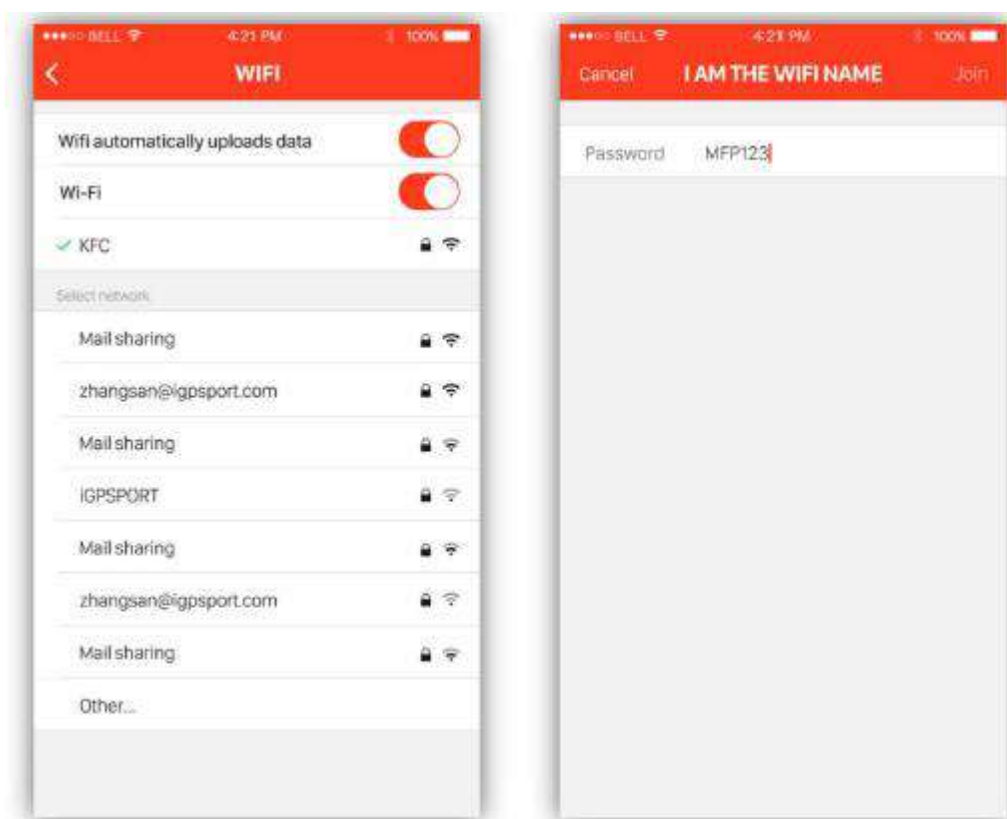 BELL 4:21 PM 100%
WIFI
Wifi automatically uploads data
Wi-Fi
KFC
Select network
Mail sharing
zhangsan@igpsport.com
Mail sharing
iGPSPORT
Mail sharing
zhangsan@igpsport.com
Mail sharing
Other...
BELL 4:21 PM 100%
Cancel I AM THE WIFI NAME Join
Password MFP123